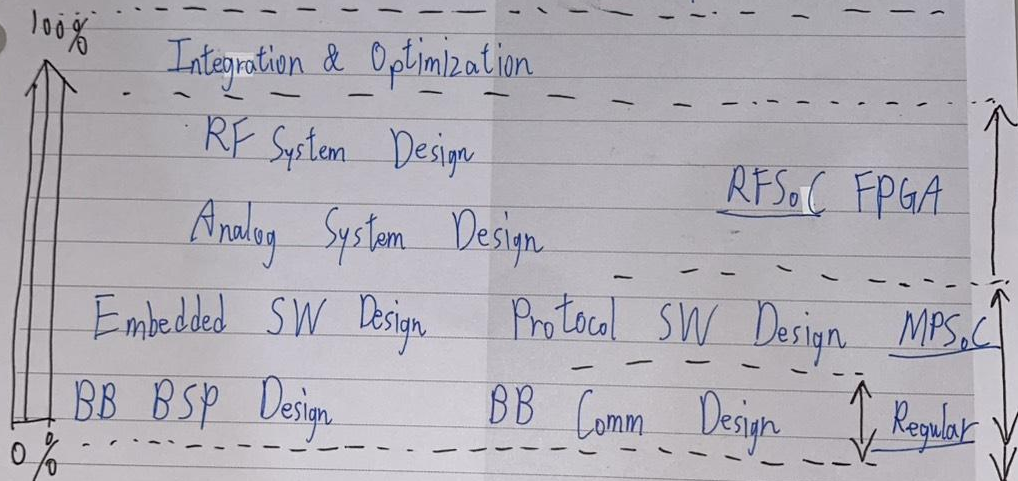 100%
Integration & Optimization
RF System Design
RFSoC FPGA
Analog System Design
Embedded SW Design Protocol SW Design MPSoC
BB BSP Design BB Comm Design Regular
0%